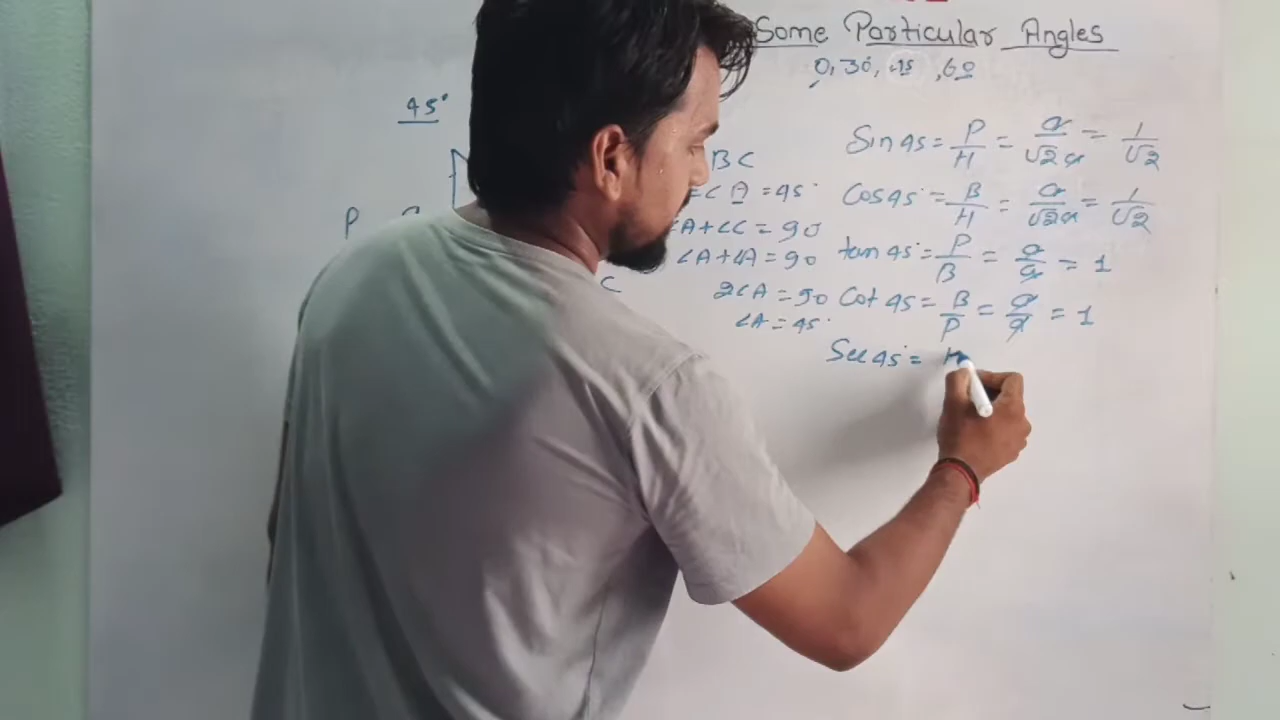 Some Particular Angles
0, 30, 45, 60
45°
BC
P
∠A = 45°
∠A+∠C = 90
∠A+∠A = 90
C
2∠A = 90
∠A = 45°
Sin 45 = P/H = a/√2a = 1/√2
Cos 45° = B/H = a/√2a = 1/√2
tan 45° = P/B = a/a = 1
Cot 45° = B/P = a/a = 1
Sec 45° = H